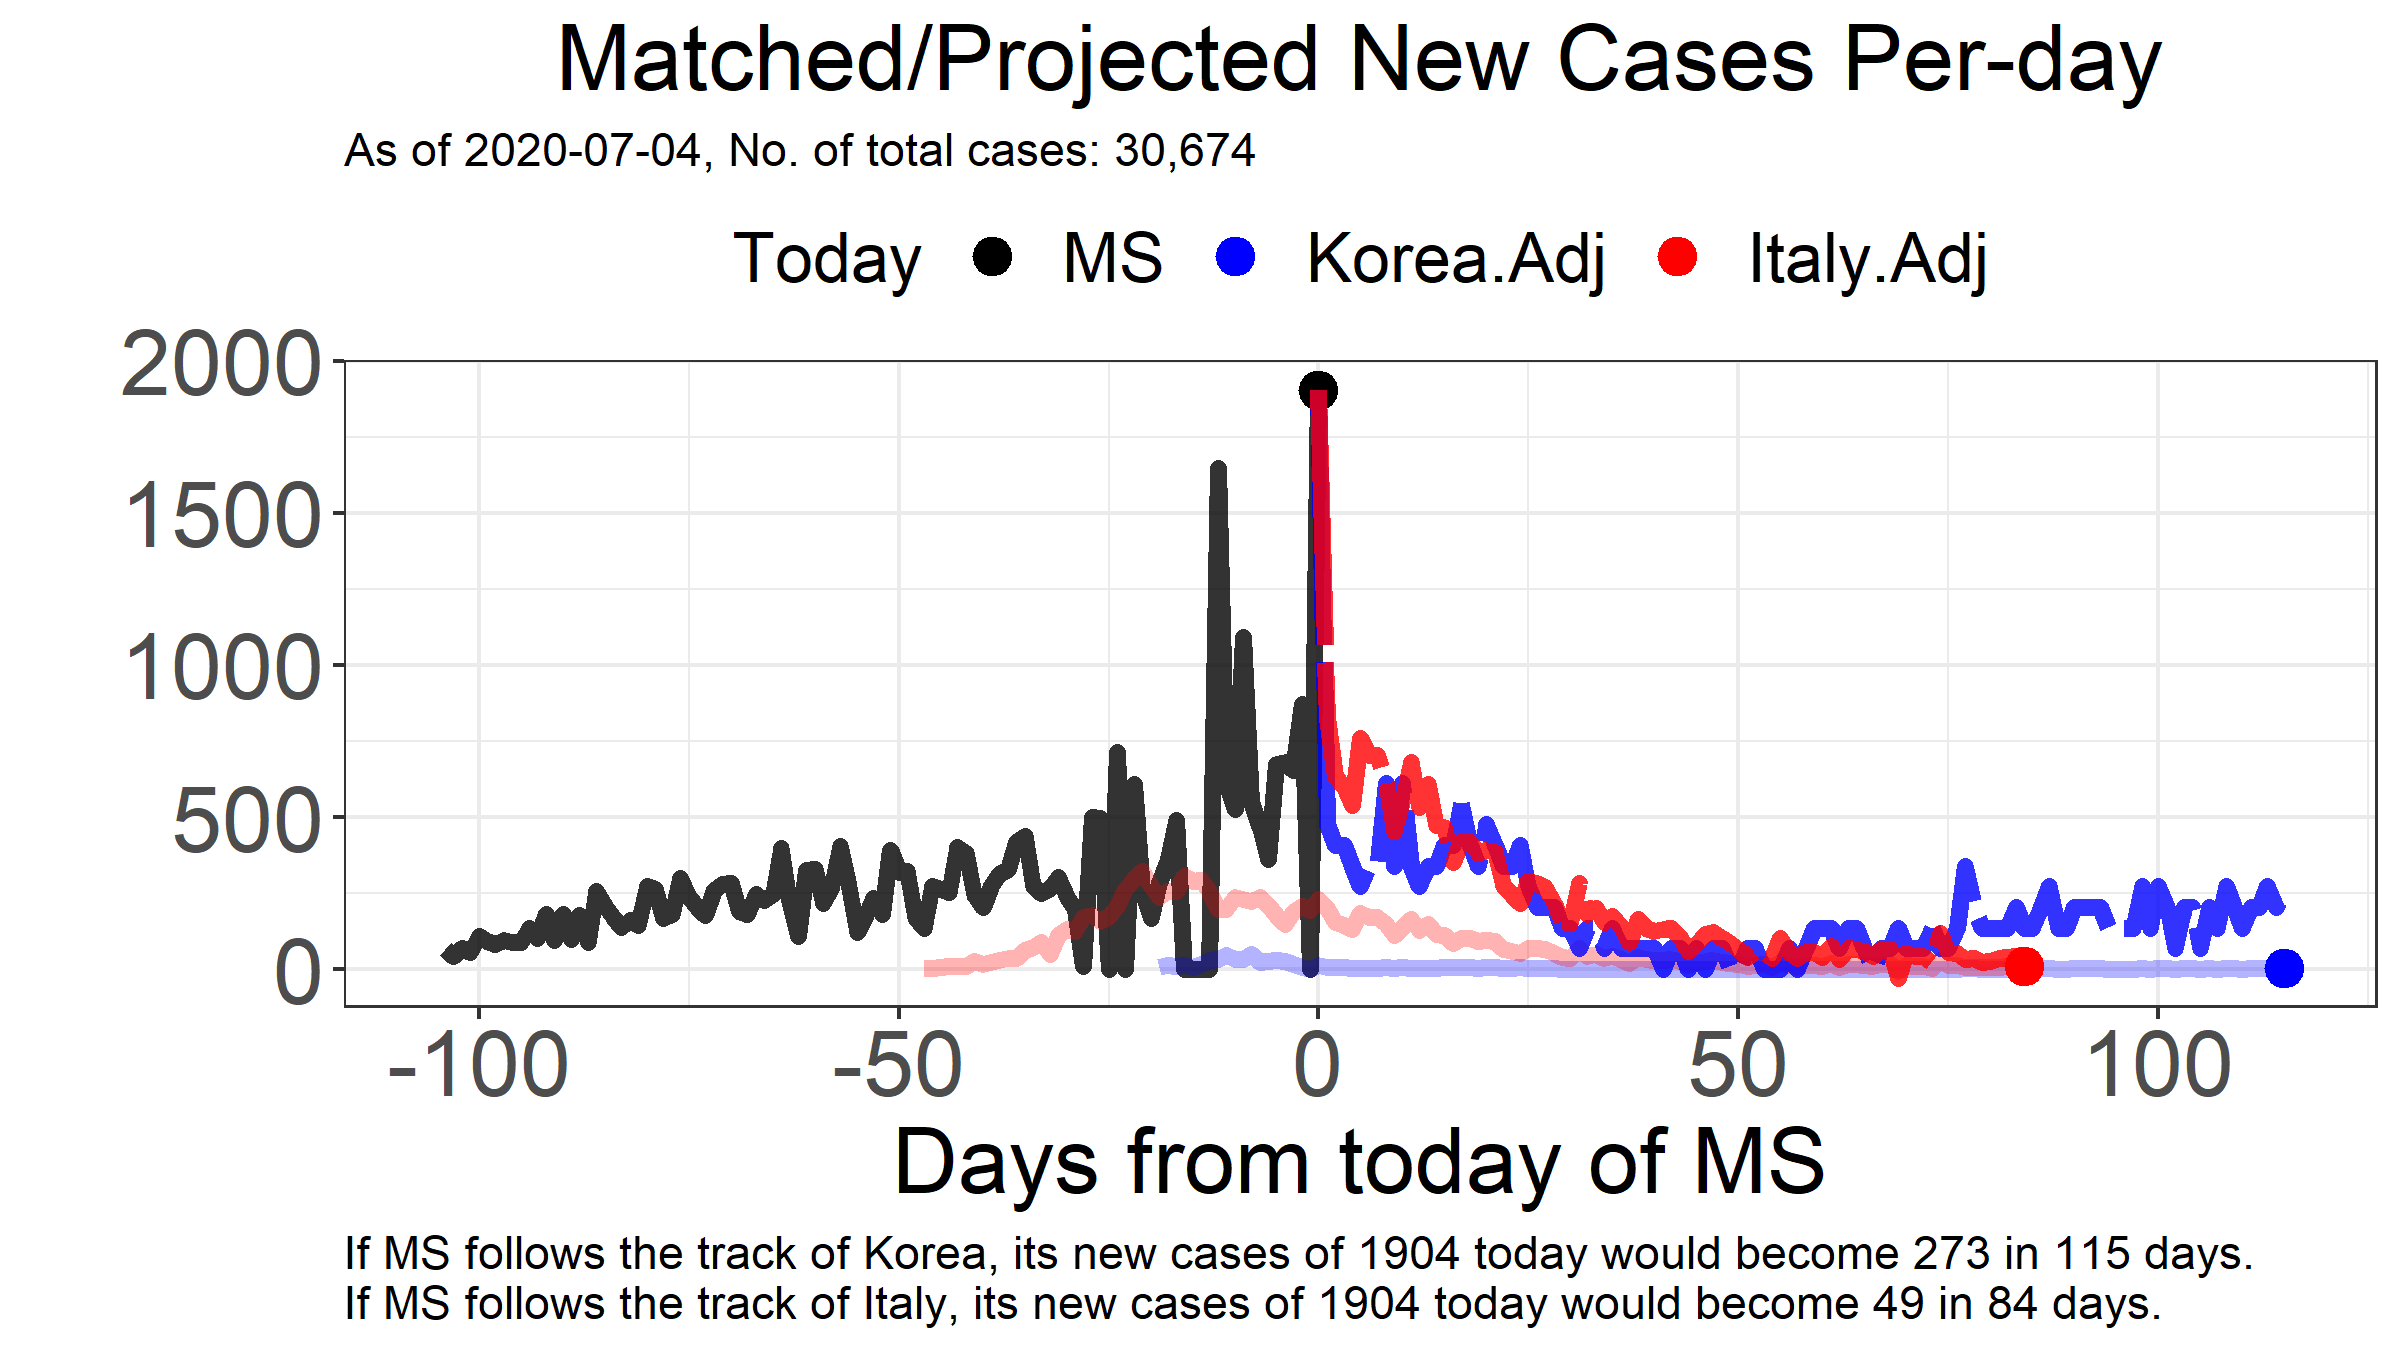 Matched/Projected New Cases Per-day
As of 2020-07-04, No. of total cases: 30,674
Today MS Korea.Adj Italy.Adj
2000
1500
1000
500
0
-100 -50 0 50 100
Days from today of MS
If MS follows the track of Korea, its new cases of 1904 today would become 273 in 115 days.
If MS follows the track of Italy, its new cases of 1904 today would become 49 in 84 days.